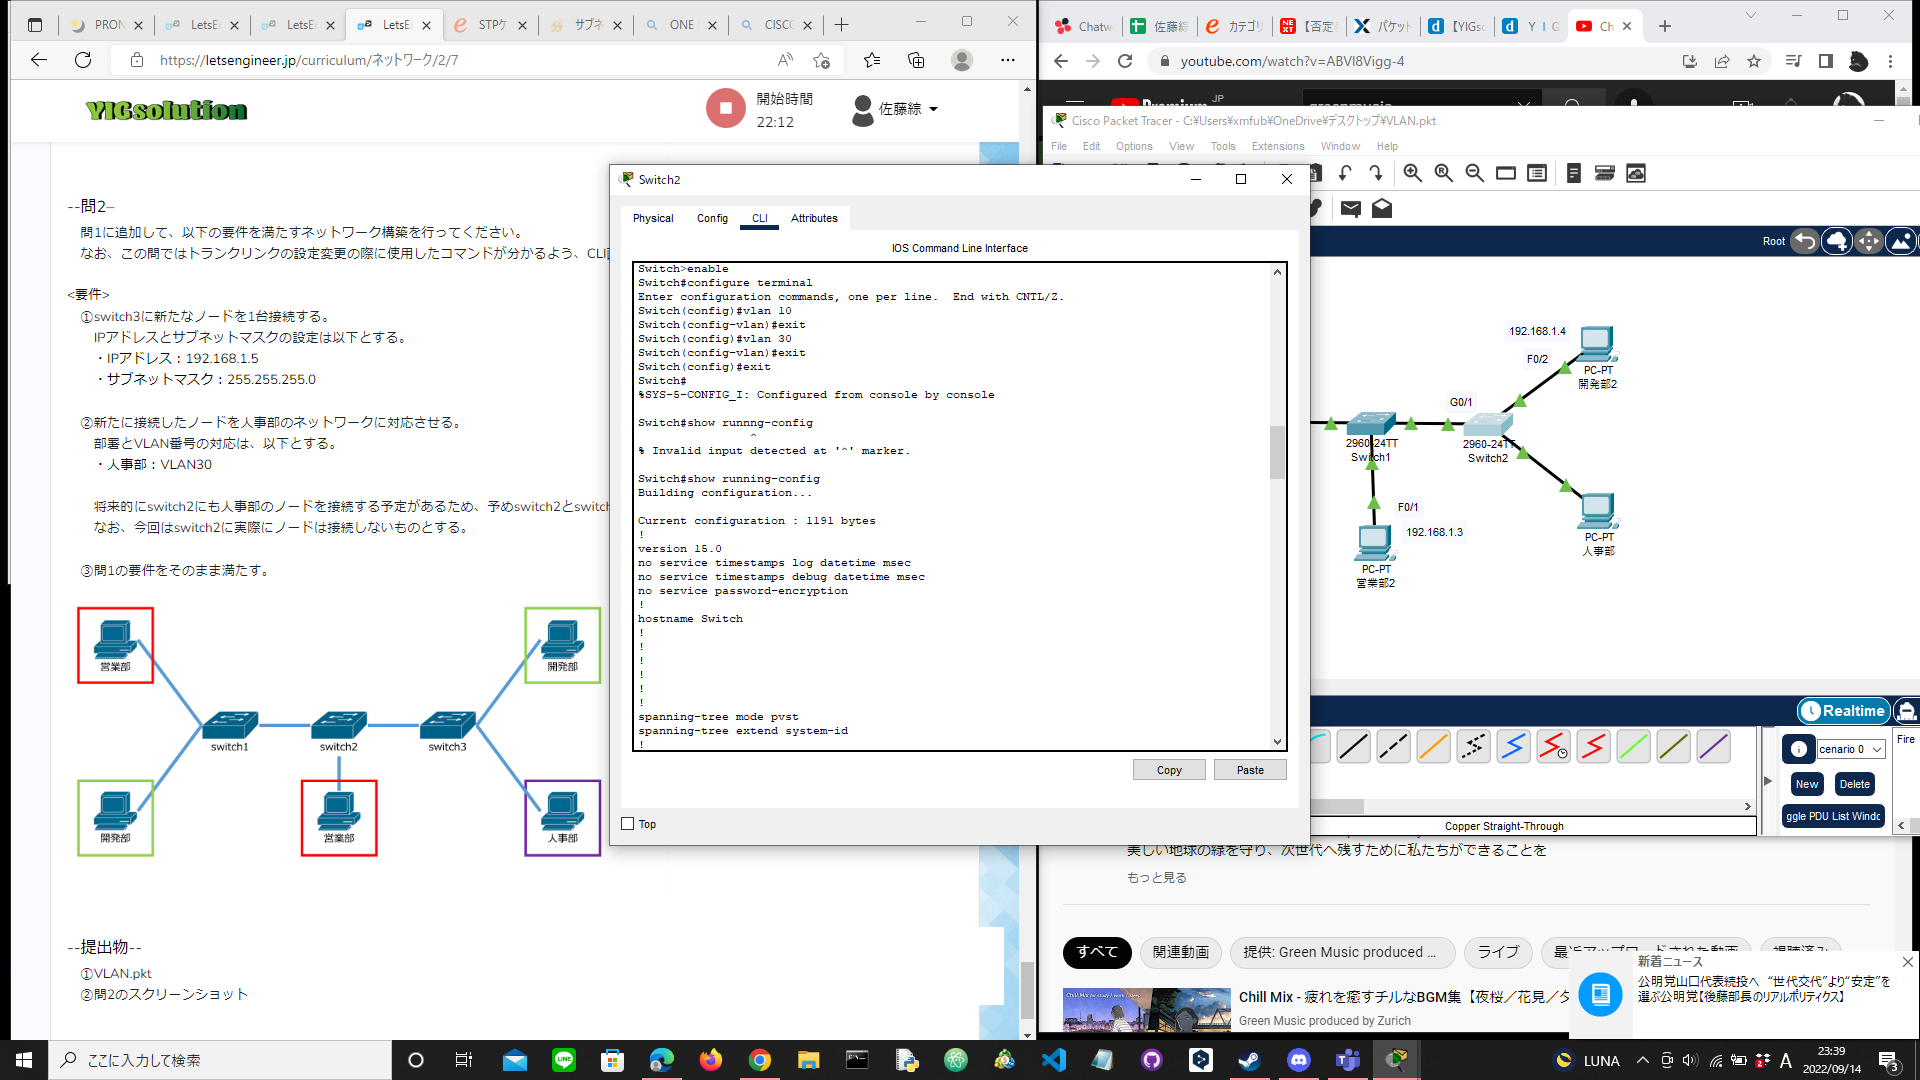 PRON
LetsE
LetsE
LetsE
STPケ
サブネ
ONE
CISCO
https://letsengineer.jp/curriculum/ネットワーク/2/7
YIGsolution
開始時間
22:12
佐藤綜
--問2--
問1に追加して、以下の要件を満たすネットワーク構築を行ってください。
なお、この問ではトランクリンクの設定変更の際に使用したコマンドが分かるよう、CLI
<要件>
①switch3に新たなノードを1台接続する。
IPアドレスとサブネットマスクの設定は以下とする。
・IPアドレス：192.168.1.5
・サブネットマスク：255.255.255.0
②新たに接続したノードを人事部のネットワークに対応させる。
部署とVLAN番号の対応は、以下とする。
・人事部：VLAN30
将来的にswitch2にも人事部のノードを接続する予定があるため、予めswitch2とswitc
なお、今回はswitch2に実際にノードは接続しないものとする。
③問1の要件をそのまま満たす。
営業部
開発部
switch1
switch2
switch3
開発部
営業部
人事部
--提出物--
①VLAN.pkt
②問2のスクリーンショット
Switch2
Physical
Config
CLI
Attributes
IOS Command Line Interface
Switch>enable
Switch#configure terminal
Enter configuration commands, one per line.  End with CNTL/Z.
Switch(config)#vlan 10
Switch(config-vlan)#exit
Switch(config)#vlan 30
Switch(config-vlan)#exit
Switch(config)#exit
Switch#
%SYS-5-CONFIG_I: Configured from console by console
Switch#show runnng-config
^
% Invalid input detected at '^' marker.
Switch#show running-config
Building configuration...
Current configuration : 1191 bytes
!
version 15.0
no service timestamps log datetime msec
no service timestamps debug datetime msec
no service password-encryption
!
hostname Switch
!
!
!
!
!
!
spanning-tree mode pvst
spanning-tree extend system-id
!
Copy
Paste
Top
Chatw
佐藤綜
カテゴリ
【否定
パケット
【YIGs
Y I G
Ch
youtube.com/watch?v=ABVI8Vigg-4
Premium JP
Cisco Packet Tracer - C:¥Users¥xmfub¥OneDrive¥デスクトップ¥VLAN.pkt
File
Edit
Options
View
Tools
Extensions
Window
Help
Root
192.168.1.4
F0/2
PC-PT
開発部2
G0/1
2960-24TT
Switch1
2960-24TT
Switch2
F0/1
192.168.1.3
PC-PT
営業部2
PC-PT
人事部
Realtime
cenario 0
Fire
New
Delete
ggle PDU List Windo
Copper Straight-Through
美しい地球の緑を守り、次世代へ残すために私たちができることを
もっと見る
すべて
関連動画
提供: Green Music produced ...
ライブ
最近アップロードされた動画
視聴済み
Chill Mix - 疲れを癒すチルなBGM集【夜桜／花見／タ
Green Music produced by Zurich
新着ニュース
公明党山口代表続投へ “世代交代”より“安定”を
選ぶ公明党【後藤部長のリアルポリティクス】
ここに入力して検索
LUNA
A
23:39
2022/09/14
3